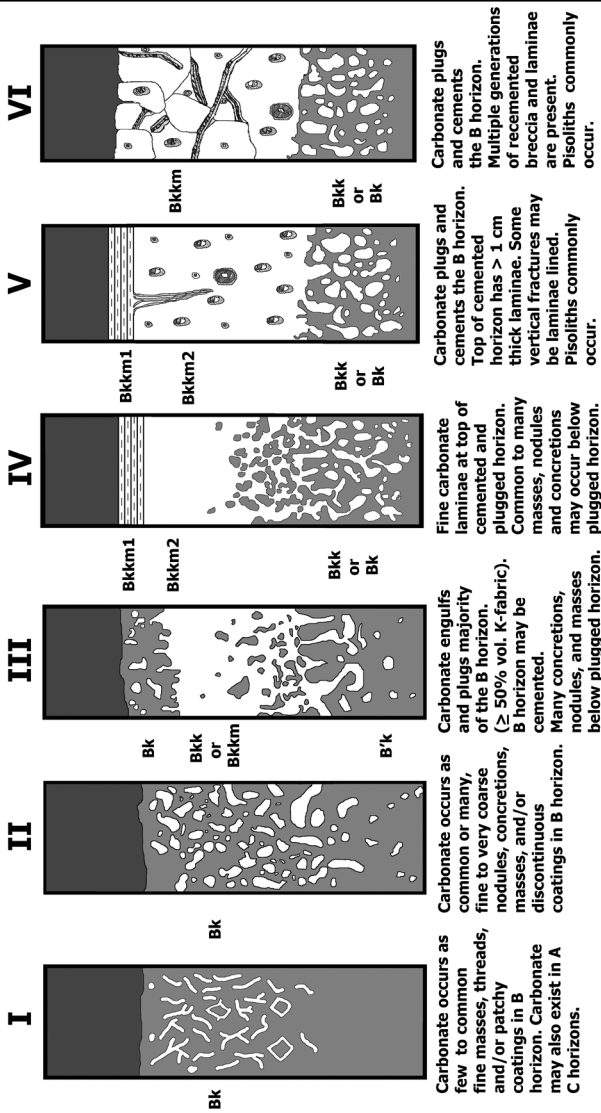 I
Bk
Carbonate occurs as
few to common
fine masses, threads,
and/or patchy
coatings in B
horizon. Carbonate
may also exist in A
C horizons.
II
Bk
Carbonate occurs as
common or many,
fine to very coarse
nodules, concretions,
masses, and/or
discontinuous
coatings in B horizon.
III
Bk
Bkk
or
Bkkm
B'k
Carbonate engulfs
and plugs majority
of the B horizon.
(≥ 50% vol. K-fabric).
B horizon may be
cemented.
Many concretions,
nodules, and masses
below plugged horizon.
IV
Bkkm1
Bkkm2
Bkk
or
Bk
Fine carbonate
laminae at top of
cemented and
plugged horizon.
Common to many
masses, nodules
and concretions
may occur below
plugged horizon.
V
Bkkm1
Bkkm2
Bkk
or
Bk
Carbonate plugs and
cements the B horizon.
Top of cemented
horizon has > 1 cm
thick laminae. Some
vertical fractures may
be laminae lined.
Pisoliths commonly
occur.
VI
Bkkm
Bkk
or
Bk
Carbonate plugs
and cements
the B horizon.
Multiple generations
of recemented
breccia and laminae
are present.
Pisoliths commonly
occur.